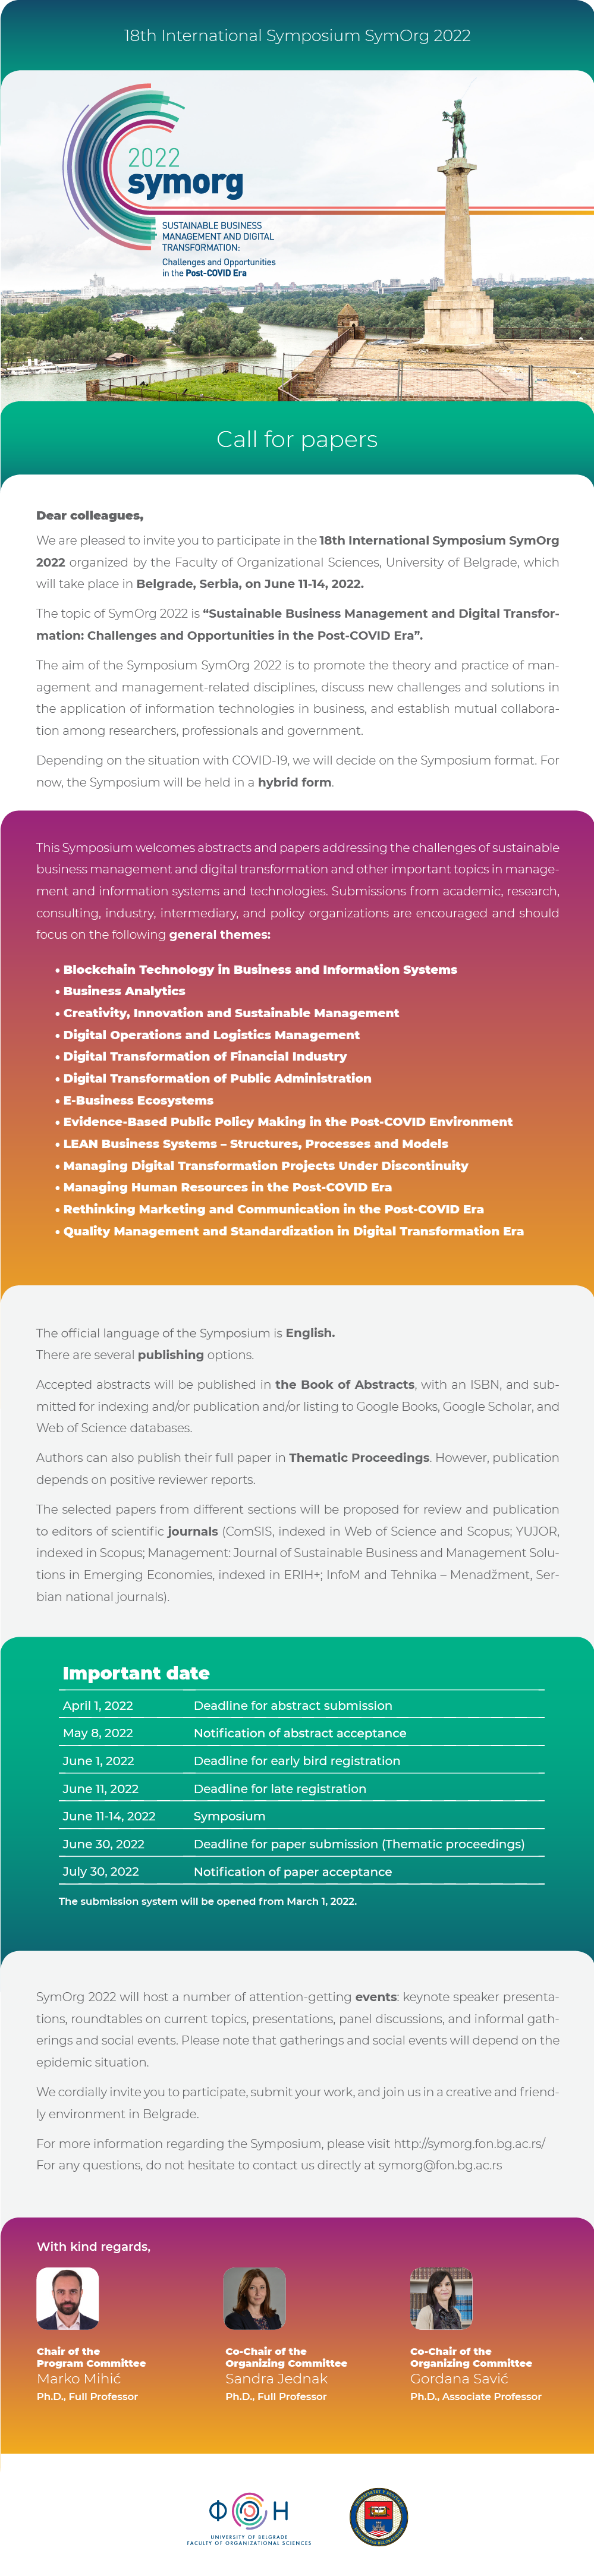 18th International Symposium SymOrg 2022
2022
symorg
SUSTAINABLE BUSINESS
MANAGEMENT AND DIGITAL
TRANSFORMATION:
Challenges and Opportunities
in the Post-COVID Era
Call for papers
Dear colleagues,
We are pleased to invite you to participate in the 18th International Symposium SymOrg
2022 organized by the Faculty of Organizational Sciences, University of Belgrade, which
will take place in Belgrade, Serbia, on June 11-14, 2022.
The topic of SymOrg 2022 is “Sustainable Business Management and Digital Transfor-
mation: Challenges and Opportunities in the Post-COVID Era”.
The aim of the Symposium SymOrg 2022 is to promote the theory and practice of man-
agement and management-related disciplines, discuss new challenges and solutions in
the application of information technologies in business, and establish mutual collabora-
tion among researchers, professionals and government.
Depending on the situation with COVID-19, we will decide on the Symposium format. For
now, the Symposium will be held in a hybrid form.
This Symposium welcomes abstracts and papers addressing the challenges of sustainable
business management and digital transformation and other important topics in manage-
ment and information systems and technologies. Submissions from academic, research,
consulting, industry, intermediary, and policy organizations are encouraged and should
focus on the following general themes:
• Blockchain Technology in Business and Information Systems
• Business Analytics
• Creativity, Innovation and Sustainable Management
• Digital Operations and Logistics Management
• Digital Transformation of Financial Industry
• Digital Transformation of Public Administration
• E-Business Ecosystems
• Evidence-Based Public Policy Making in the Post-COVID Environment
• LEAN Business Systems – Structures, Processes and Models
• Managing Digital Transformation Projects Under Discontinuity
• Managing Human Resources in the Post-COVID Era
• Rethinking Marketing and Communication in the Post-COVID Era
• Quality Management and Standardization in Digital Transformation Era
The official language of the Symposium is English.
There are several publishing options.
Accepted abstracts will be published in the Book of Abstracts, with an ISBN, and sub-
mitted for indexing and/or publication and/or listing to Google Books, Google Scholar, and
Web of Science databases.
Authors can also publish their full paper in Thematic Proceedings. However, publication
depends on positive reviewer reports.
The selected papers from different sections will be proposed for review and publication
to editors of scientific journals (ComSIS, indexed in Web of Science and Scopus; YUJOR,
indexed in Scopus; Management: Journal of Sustainable Business and Management Solu-
tions in Emerging Economies, indexed in ERIH+; InfoM and Tehnika – Menadžment, Ser-
bian national journals).
Important date
April 1, 2022 Deadline for abstract submission
May 8, 2022 Notification of abstract acceptance
June 1, 2022 Deadline for early bird registration
June 11, 2022 Deadline for late registration
June 11-14, 2022 Symposium
June 30, 2022 Deadline for paper submission (Thematic proceedings)
July 30, 2022 Notification of paper acceptance
The submission system will be opened from March 1, 2022.
SymOrg 2022 will host a number of attention-getting events: keynote speaker presenta-
tions, roundtables on current topics, presentations, panel discussions, and informal gath-
erings and social events. Please note that gatherings and social events will depend on the
epidemic situation.
We cordially invite you to participate, submit your work, and join us in a creative and friend-
ly environment in Belgrade.
For more information regarding the Symposium, please visit http://symorg.fon.bg.ac.rs/
For any questions, do not hesitate to contact us directly at symorg@fon.bg.ac.rs
With kind regards,
Chair of the
Program Committee
Marko Mihić
Ph.D., Full Professor
Co-Chair of the
Organizing Committee
Sandra Jednak
Ph.D., Full Professor
Co-Chair of the
Organizing Committee
Gordana Savić
Ph.D., Associate Professor
UNIVERSITY OF BELGRADE
FACULTY OF ORGANIZATIONAL SCIENCES